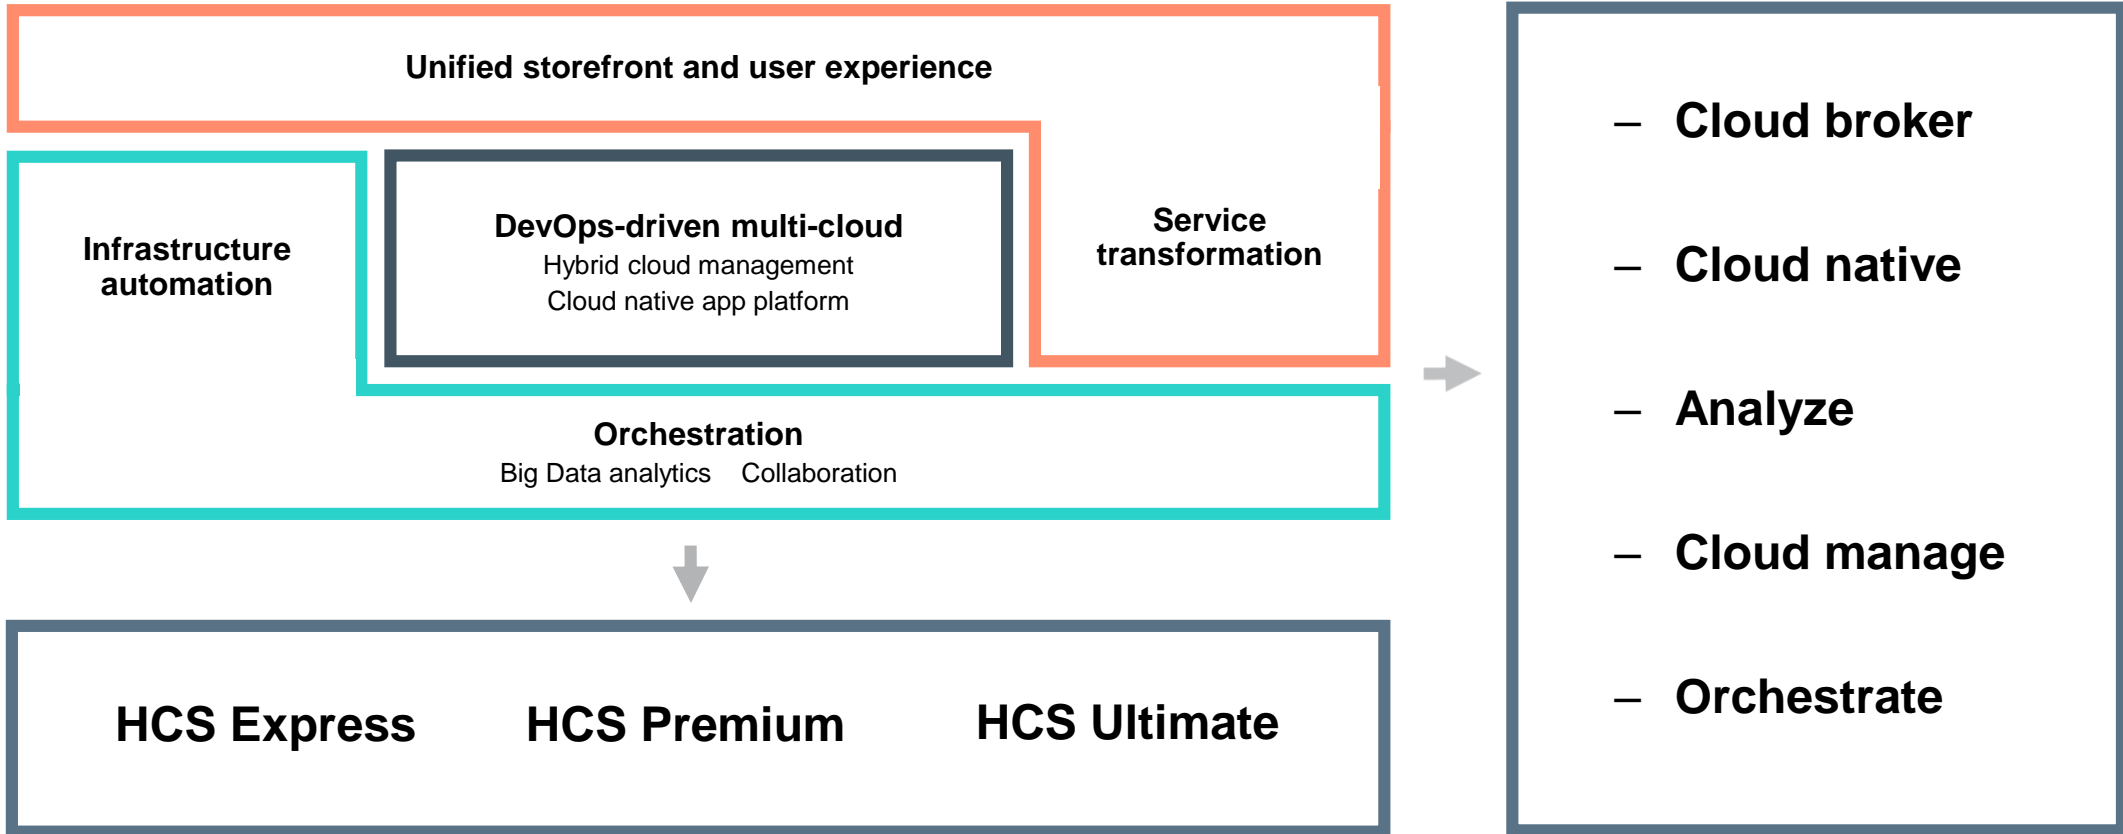 Unified storefront and user experience
Infrastructure
automation
DevOps-driven multi-cloud
Hybrid cloud management
Cloud native app platform
Service
transformation
Orchestration
Big Data analytics Collaboration
HCS Express HCS Premium HCS Ultimate
– Cloud broker
– Cloud native
– Analyze
– Cloud manage
– Orchestrate